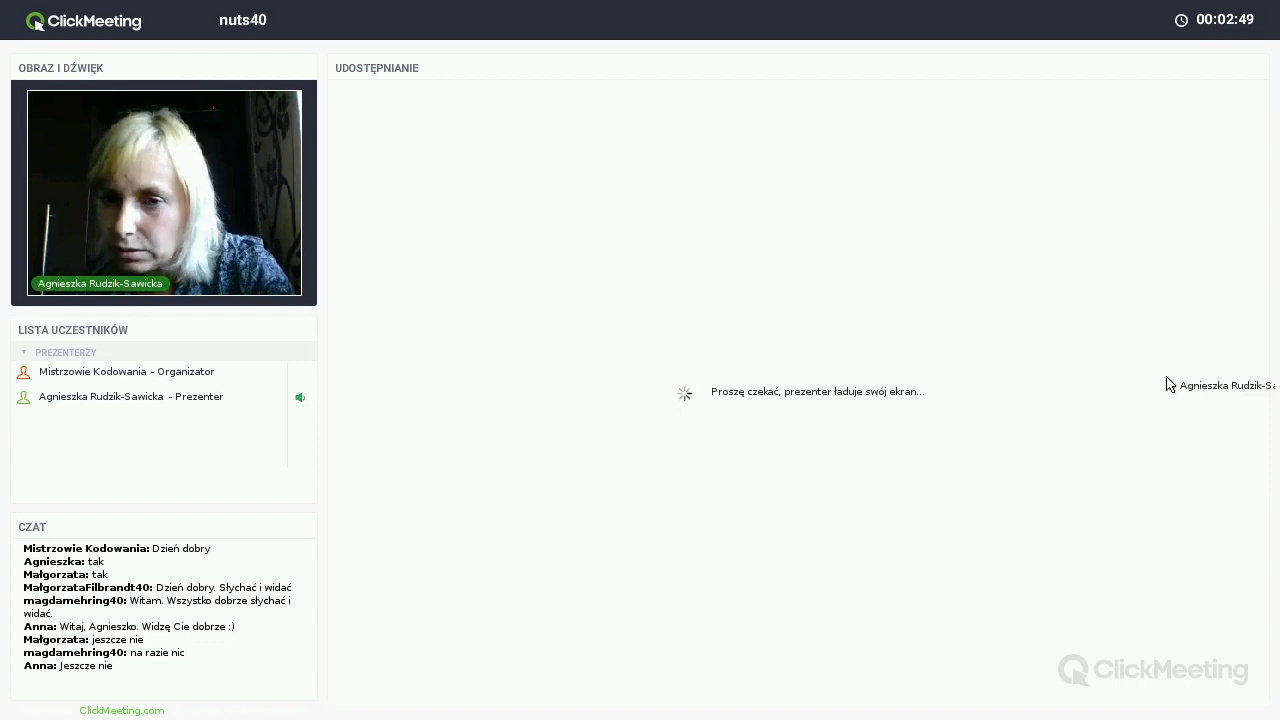 ClickMeeting
nuts40
00:02:49
OBRAZ I DŹWIĘK
Agnieszka Rudzik-Sawicka
LISTA UCZESTNIKÓW
PREZENTERZY
Mistrzowie Kodowania - Organizator
Agnieszka Rudzik-Sawicka - Prezenter
CZAT
Mistrzowie Kodowania: Dzień dobry
Agnieszka: tak
Małgorzata: tak
MałgorzataFilbrandt40: Dzień dobry. Słychać i widać
magdamehring40: Witam. Wszystko dobrze słychać i
widać.
Anna: Witaj, Agnieszko. Widzę Cie dobrze :)
Małgorzata: jeszcze nie
magdamehring40: na razie nic
Anna: Jeszcze nie
ClickMeeting.com
UDOSTĘPNIANIE
Proszę czekać, prezenter ładuje swój ekran...
Agnieszka Rudzik-Sa
ClickMeeting